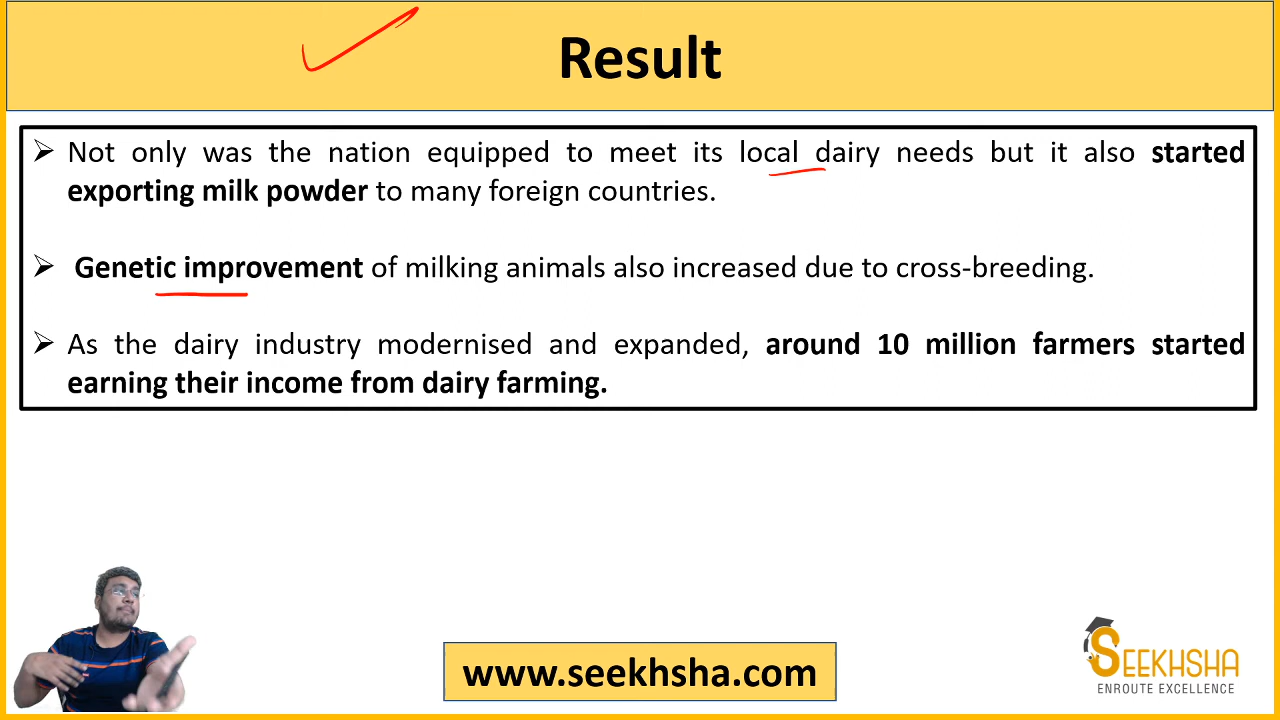 Result
➢ Not only was the nation equipped to meet its local dairy needs but it also started
exporting milk powder to many foreign countries.
➢ Genetic improvement of milking animals also increased due to cross-breeding.
➢ As the dairy industry modernised and expanded, around 10 million farmers started
earning their income from dairy farming.
www.seekhsha.com
SEEKHSHA
ENROUTE EXCELLENCE